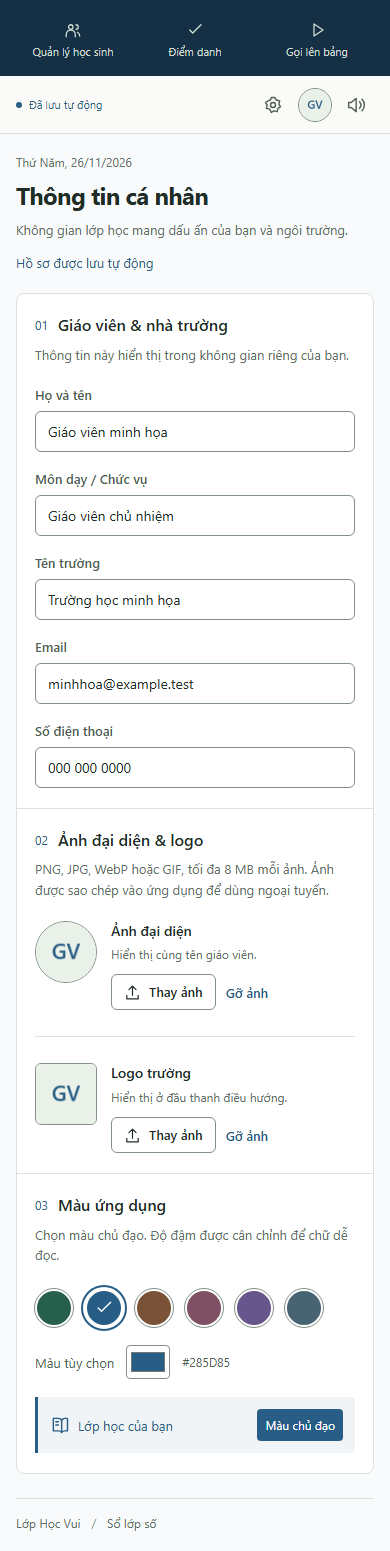 Quản lý học sinh
Điểm danh
Gọi lên bảng
Đã lưu tự động
GV
Thứ Năm, 26/11/2026
Thông tin cá nhân
Không gian lớp học mang dấu ấn của bạn và ngôi trường.
Hồ sơ được lưu tự động
01 Giáo viên & nhà trường
Thông tin này hiển thị trong không gian riêng của bạn.
Họ và tên
Giáo viên minh họa
Môn dạy / Chức vụ
Giáo viên chủ nhiệm
Tên trường
Trường học minh họa
Email
minhhoa@example.test
Số điện thoại
000 000 0000
02 Ảnh đại diện & logo
PNG, JPG, WebP hoặc GIF, tối đa 8 MB mỗi ảnh. Ảnh
được sao chép vào ứng dụng để dùng ngoại tuyến.
GV
Ảnh đại diện
Hiển thị cùng tên giáo viên.
Thay ảnh
Gỡ ảnh
GV
Logo trường
Hiển thị ở đầu thanh điều hướng.
Thay ảnh
Gỡ ảnh
03 Màu ứng dụng
Chọn màu chủ đạo. Độ đậm được cân chỉnh để chữ dễ
đọc.
Màu tùy chọn
#285D85
Lớp học của bạn
Màu chủ đạo
Lớp Học Vui / Sổ lớp số